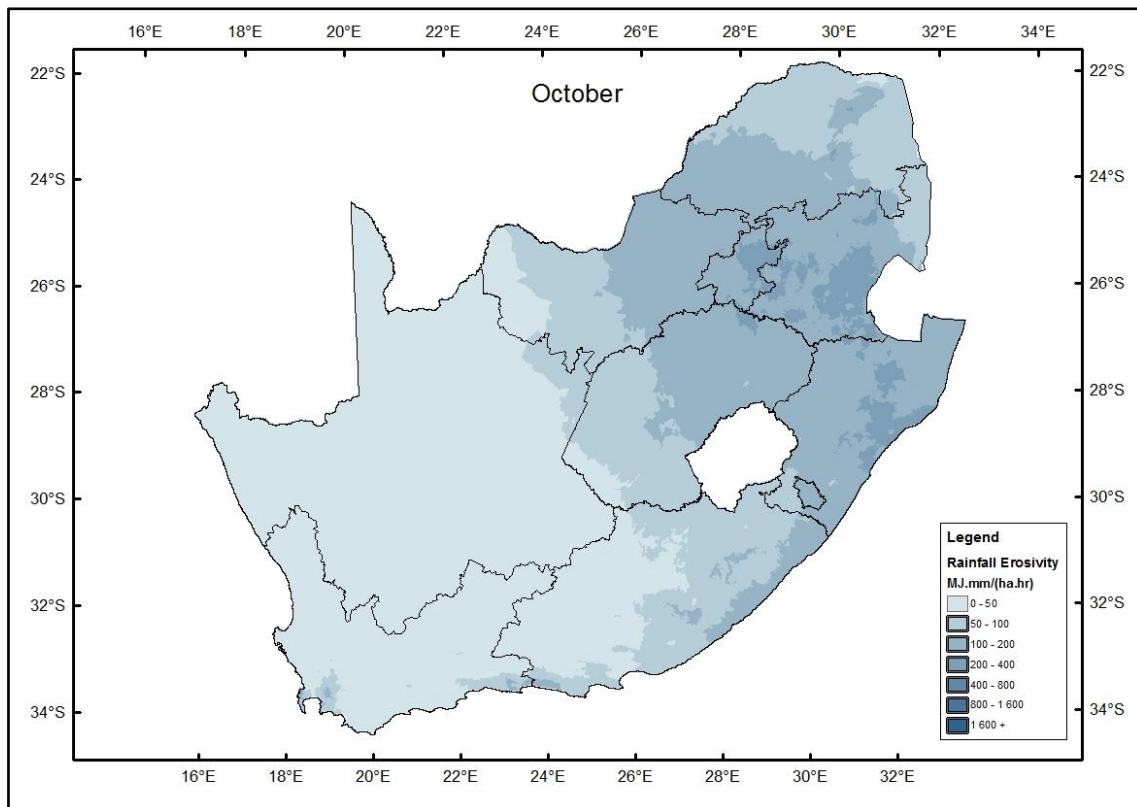 16°E 18°E 20°E 22°E 24°E 26°E 28°E 30°E 32°E
October
22°S 22°S
24°S 24°S
26°S 26°S
28°S 28°S
30°S 30°S
32°S 32°S
34°S 34°S
Legend
Rainfall Erosivity
MJ.mm/(ha.hr)
0 - 50
50 - 100
100 - 200
200 - 400
400 - 800
800 - 1 600
1 600 +
16°E 18°E 20°E 22°E 24°E 26°E 28°E 30°E 32°E